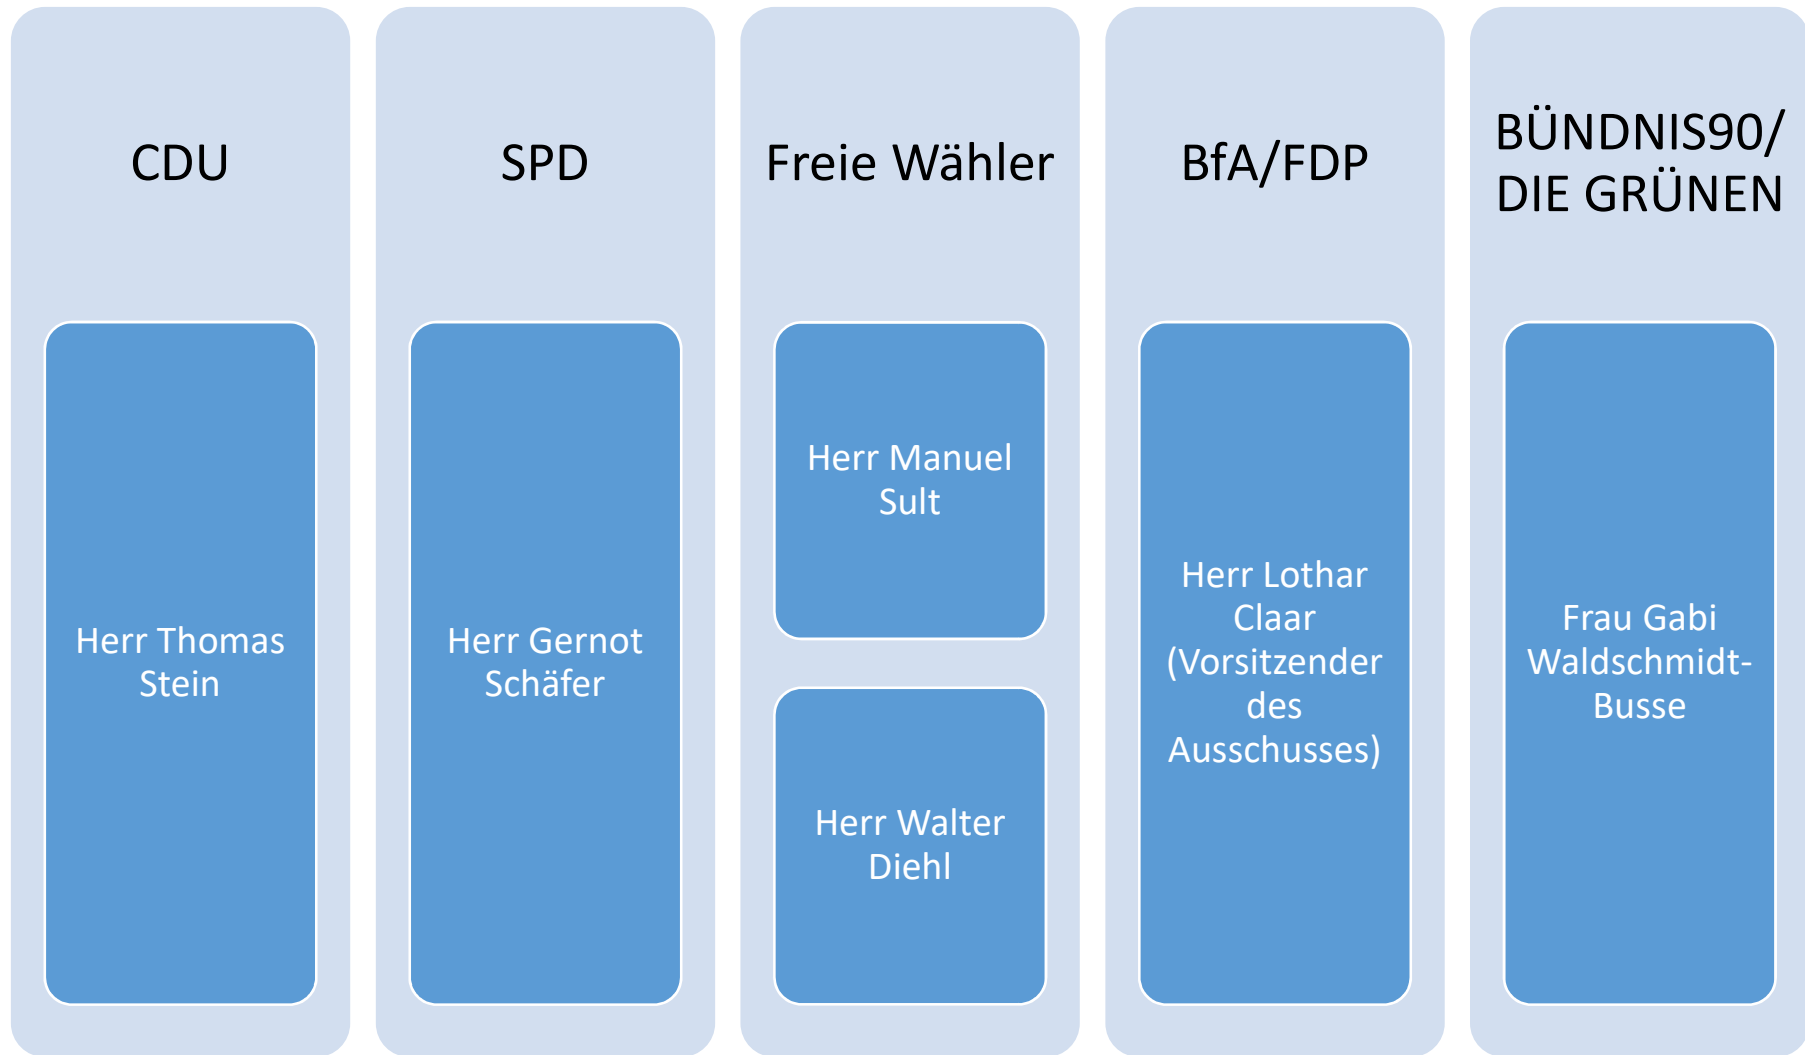 CDU
Herr Thomas
Stein
SPD
Herr Gernot
Schäfer
Freie Wähler
Herr Manuel
Sult
Herr Walter
Diehl
BfA/FDP
Herr Lothar
Claar
(Vorsitzender
des
Ausschusses)
BÜNDNIS90/
DIE GRÜNEN
Frau Gabi
Waldschmidt-
Busse